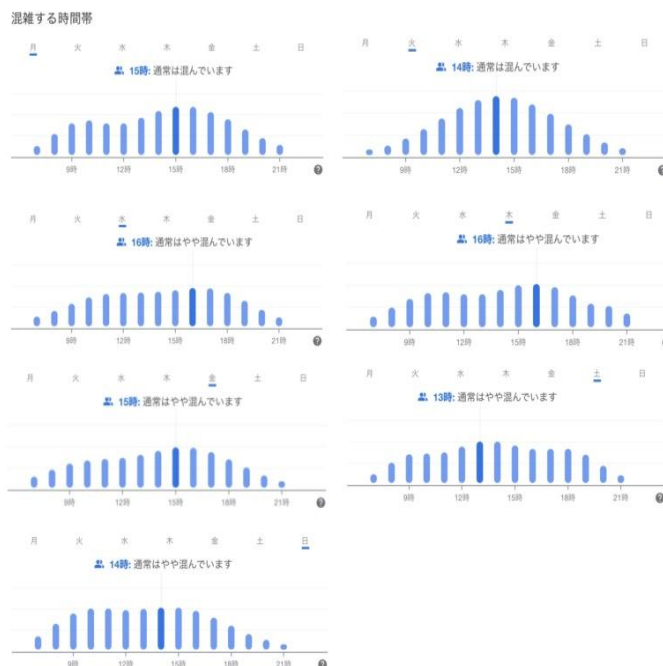 混雑する時間帯
月 火 水 木 金 土 日
15時: 通常は混んでいます
9時 12時 15時 18時 21時
月 火 水 木 金 土 日
14時: 通常は混んでいます
9時 12時 15時 18時 21時
月 火 水 木 金 土 日
16時: 通常はやや混んでいます
9時 12時 15時 18時 21時
月 火 水 木 金 土 日
16時: 通常はやや混んでいます
9時 12時 15時 18時 21時
月 火 水 木 金 土 日
15時: 通常はやや混んでいます
9時 12時 15時 18時 21時
月 火 水 木 金 土 日
13時: 通常はやや混んでいます
9時 12時 15時 18時 21時
月 火 水 木 金 土 日
14時: 通常はやや混んでいます
9時 12時 15時 18時 21時